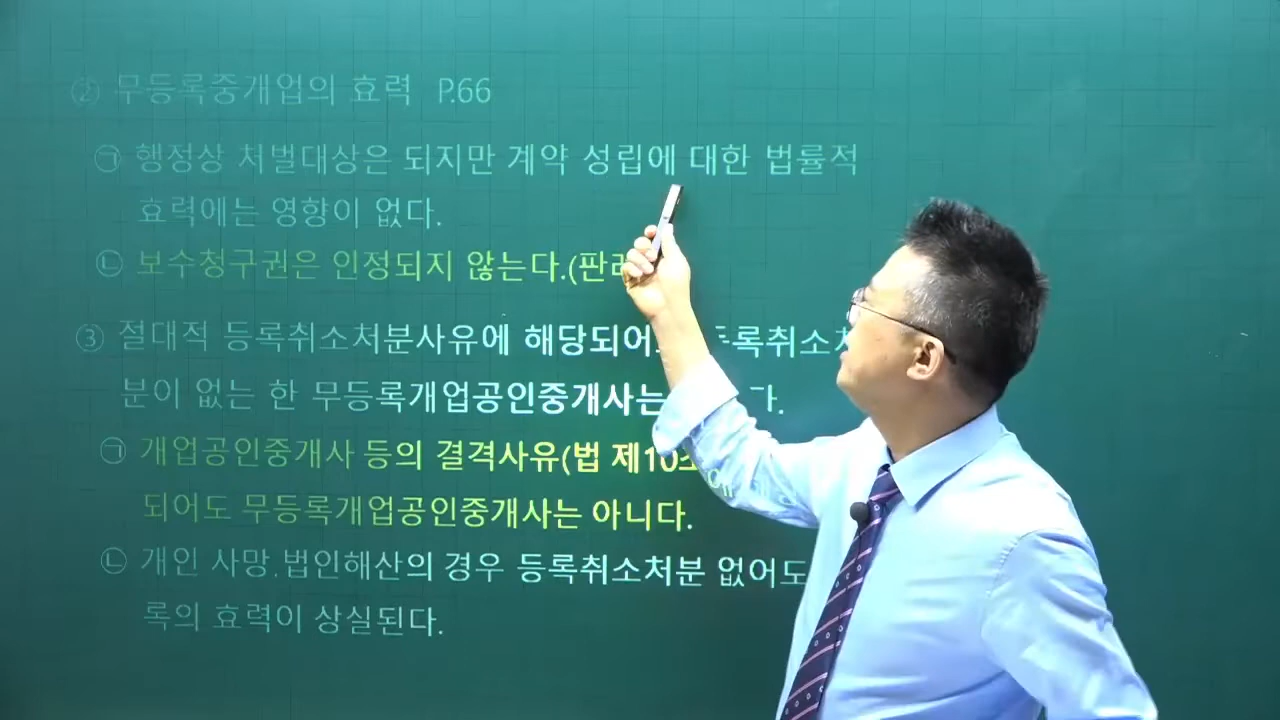 ② 무등록중개업의 효력 P.66
㉠ 행정상 처벌대상은 되지만 계약 성립에 대한 법률적
효력에는 영향이 없다.
㉡ 보수청구권은 인정되지 않는다.(판례
③ 절대적 등록취소처분사유에 해당되어도 등록취소처
분이 없는 한 무등록개업공인중개사는
㉠ 개업공인중개사 등의 결격사유(법 제10조
되어도 무등록개업공인중개사는 아니다.
㉡ 개인 사망.법인해산의 경우 등록취소처분 없어도
록의 효력이 상실된다.